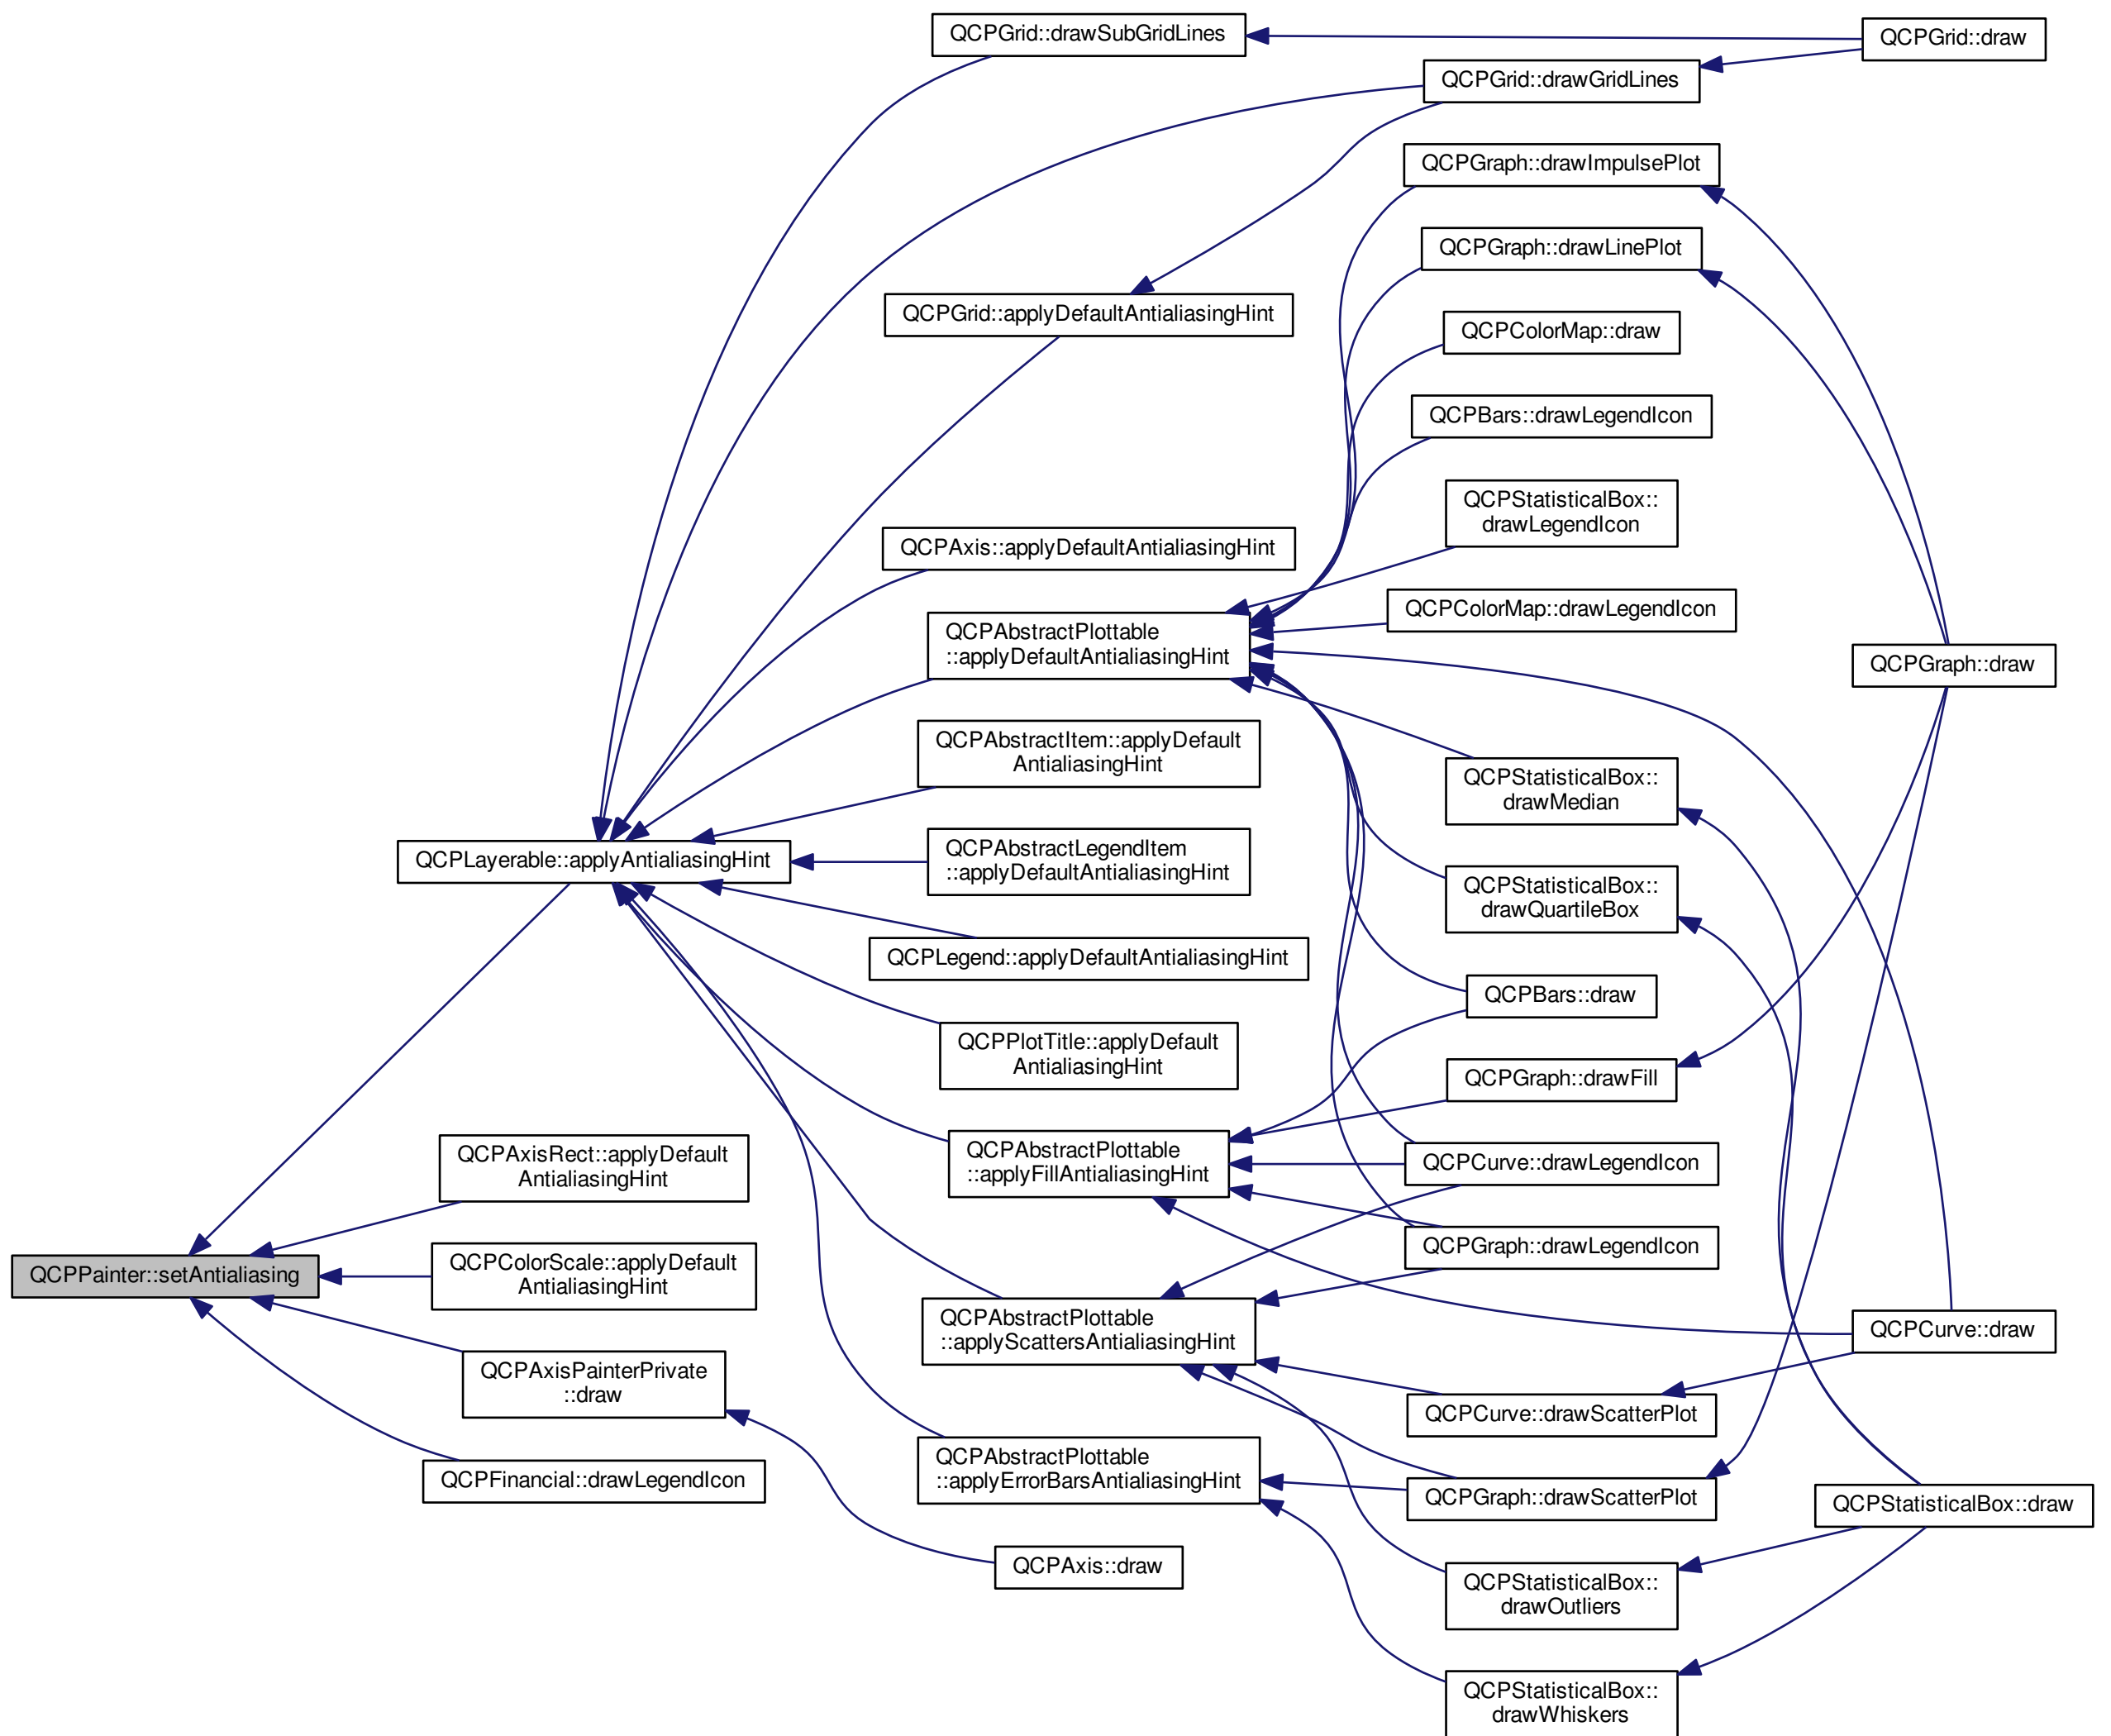 QCPGrid::drawSubGridLines
QCPGrid::draw
QCPGrid::drawGridLines
QCPGraph::drawImpulsePlot
QCPGraph::drawLinePlot
QCPGrid::applyDefaultAntialiasingHint
QCPColorMap::draw
QCPBars::drawLegendIcon
QCPStatisticalBox::
drawLegendIcon
QCPAxis::applyDefaultAntialiasingHint
QCPColorMap::drawLegendIcon
QCPAbstractPlottable
::applyDefaultAntialiasingHint
QCPGraph::draw
QCPAbstractItem::applyDefault
AntialiasingHint
QCPStatisticalBox::
drawMedian
QCPLayerable::applyAntialiasingHint
QCPAbstractLegendItem
::applyDefaultAntialiasingHint
QCPStatisticalBox::
drawQuartileBox
QCPLegend::applyDefaultAntialiasingHint
QCPBars::draw
QCPPlotTitle::applyDefault
AntialiasingHint
QCPGraph::drawFill
QCPAxisRect::applyDefault
AntialiasingHint
QCPAbstractPlottable
::applyFillAntialiasingHint
QCPCurve::drawLegendIcon
QCPGraph::drawLegendIcon
QCPPainter::setAntialiasing
QCPColorScale::applyDefault
AntialiasingHint
QCPAbstractPlottable
::applyScattersAntialiasingHint
QCPCurve::draw
QCPAxisPainterPrivate
::draw
QCPCurve::drawScatterPlot
QCPFinancial::drawLegendIcon
QCPAbstractPlottable
::applyErrorBarsAntialiasingHint
QCPGraph::drawScatterPlot
QCPStatisticalBox::draw
QCPAxis::draw
QCPStatisticalBox::
drawOutliers
QCPStatisticalBox::
drawWhiskers